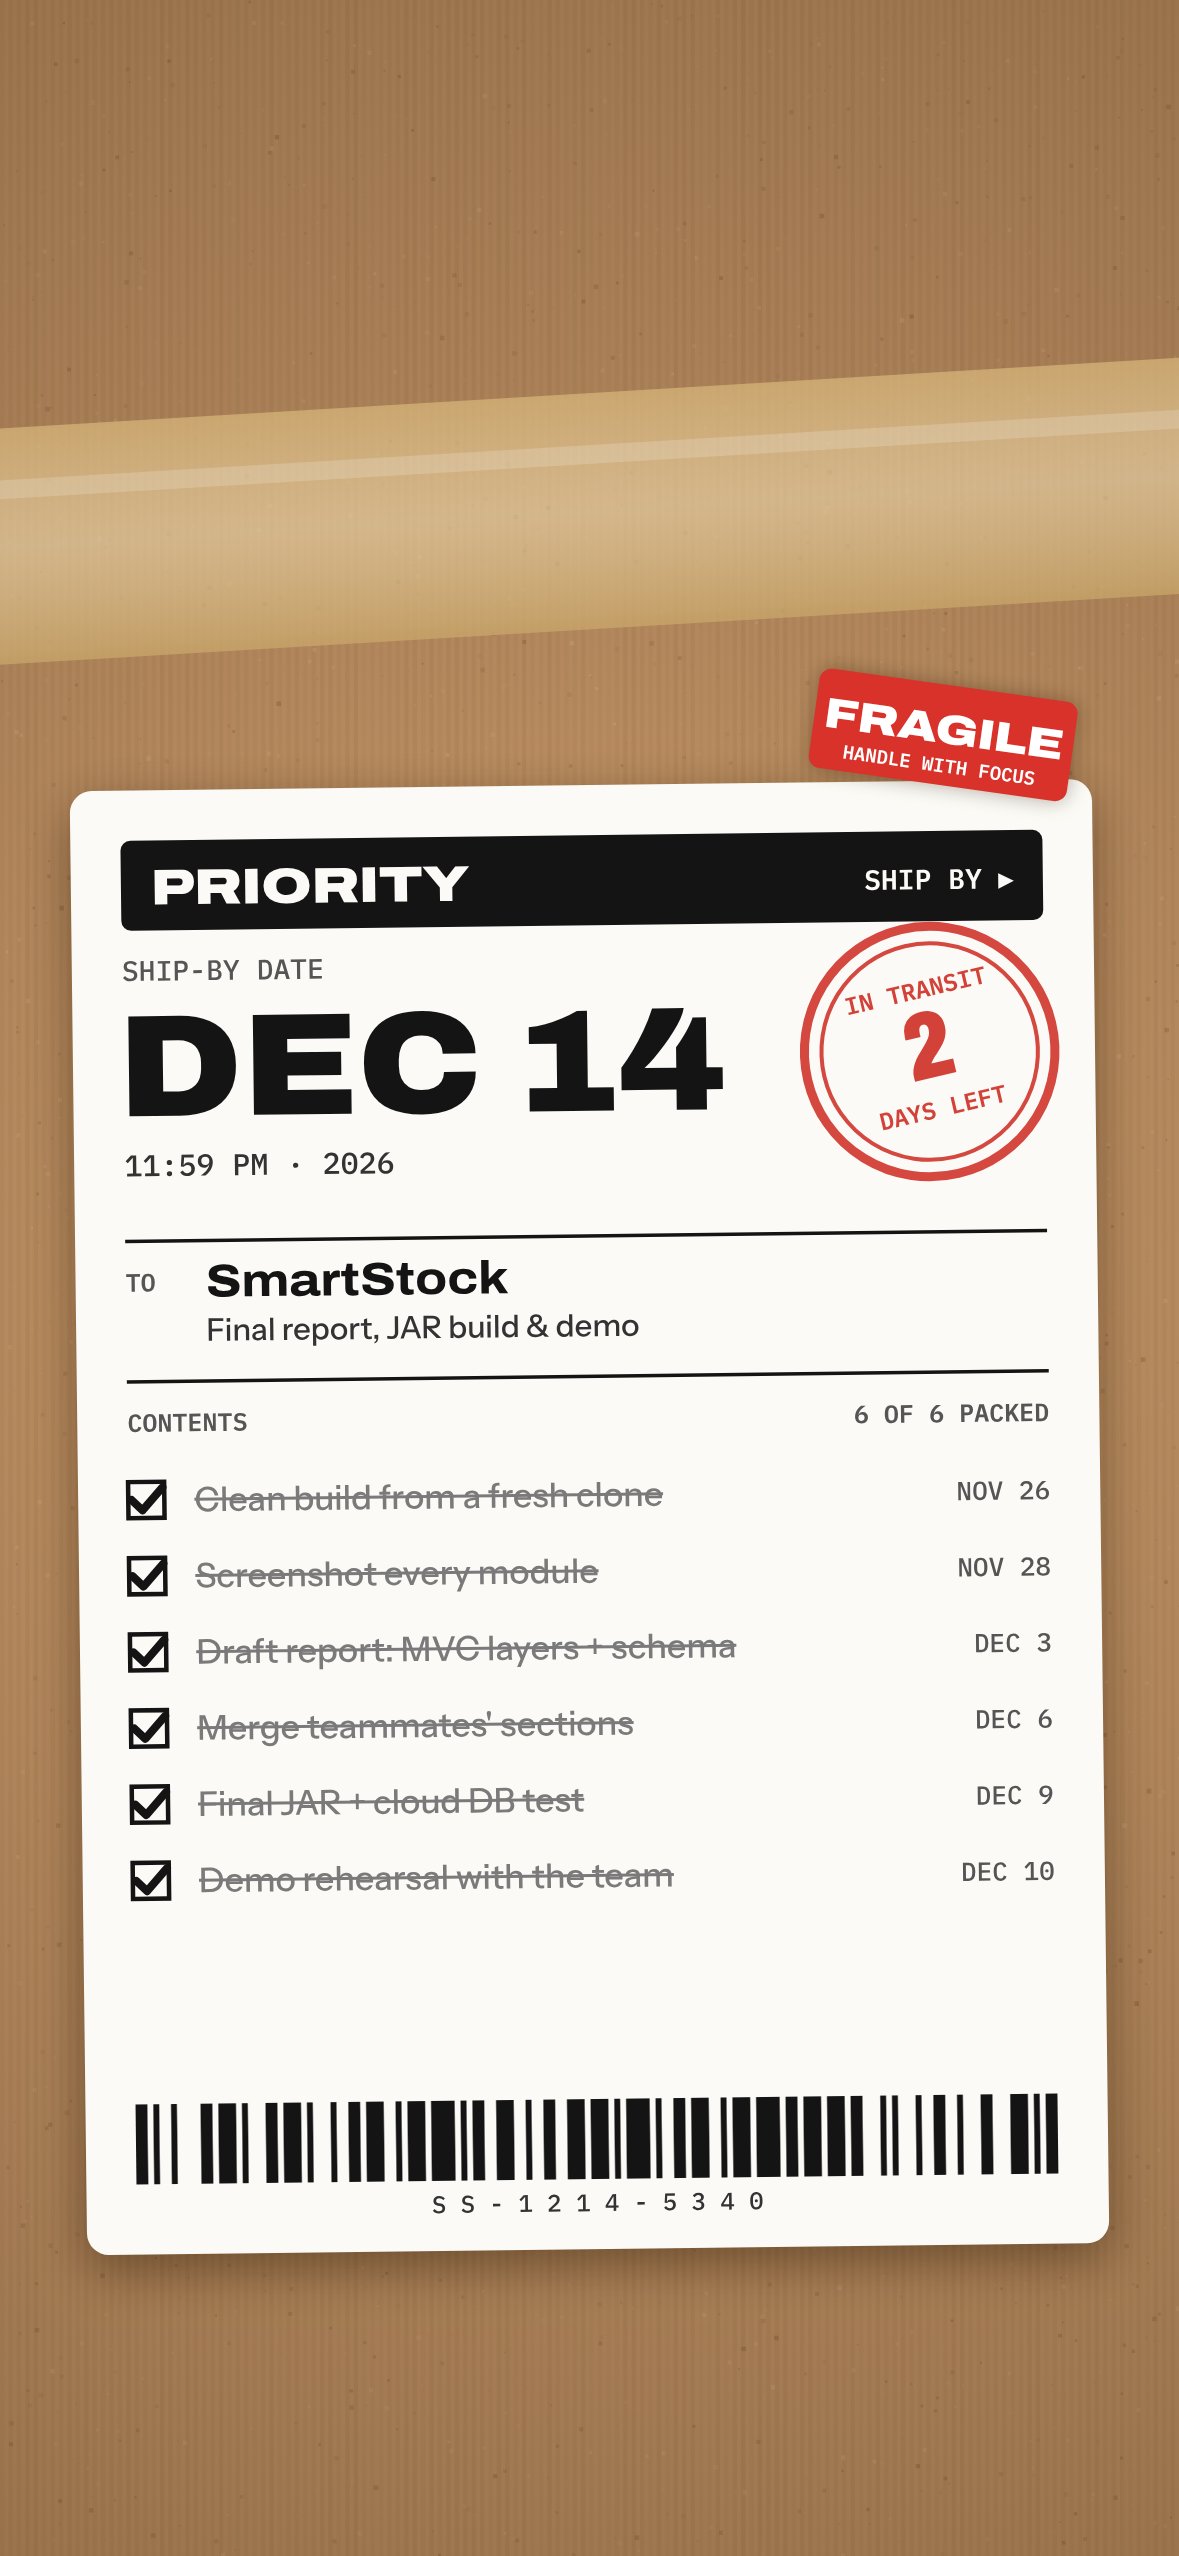 FRAGILE
HANDLE WITH FOCUS
PRIORITY SHIP BY ▶
SHIP-BY DATE
DEC 14
11:59 PM · 2026
IN TRANSIT
2
DAYS LEFT
TO SmartStock
Final report, JAR build & demo
CONTENTS 6 OF 6 PACKED
Clean build from a fresh clone NOV 26
Screenshot every module NOV 28
Draft report: MVC layers + schema DEC 3
Merge teammates' sections DEC 6
Final JAR + cloud DB test DEC 9
Demo rehearsal with the team DEC 10
SS-1214-5340